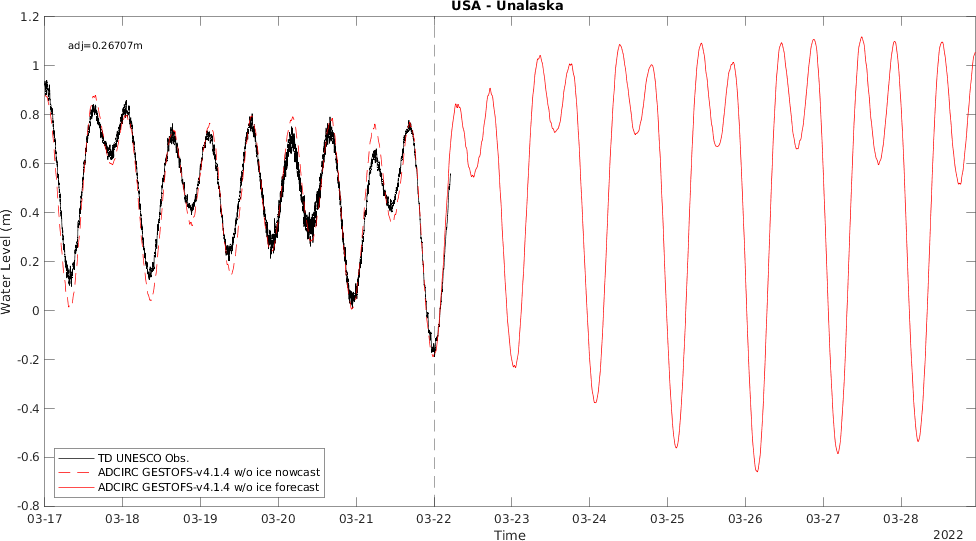 USA - Unalaska
adj=0.26707m
1.2
1
0.8
0.6
0.4
0.2
0
-0.2
-0.4
-0.6
-0.8
Water Level (m)
TD UNESCO Obs.
ADCIRC GESTOFS-v4.1.4 w/o ice nowcast
ADCIRC GESTOFS-v4.1.4 w/o ice forecast
03-17 03-18 03-19 03-20 03-21 03-22 03-23 03-24 03-25 03-26 03-27 03-28
Time
2022